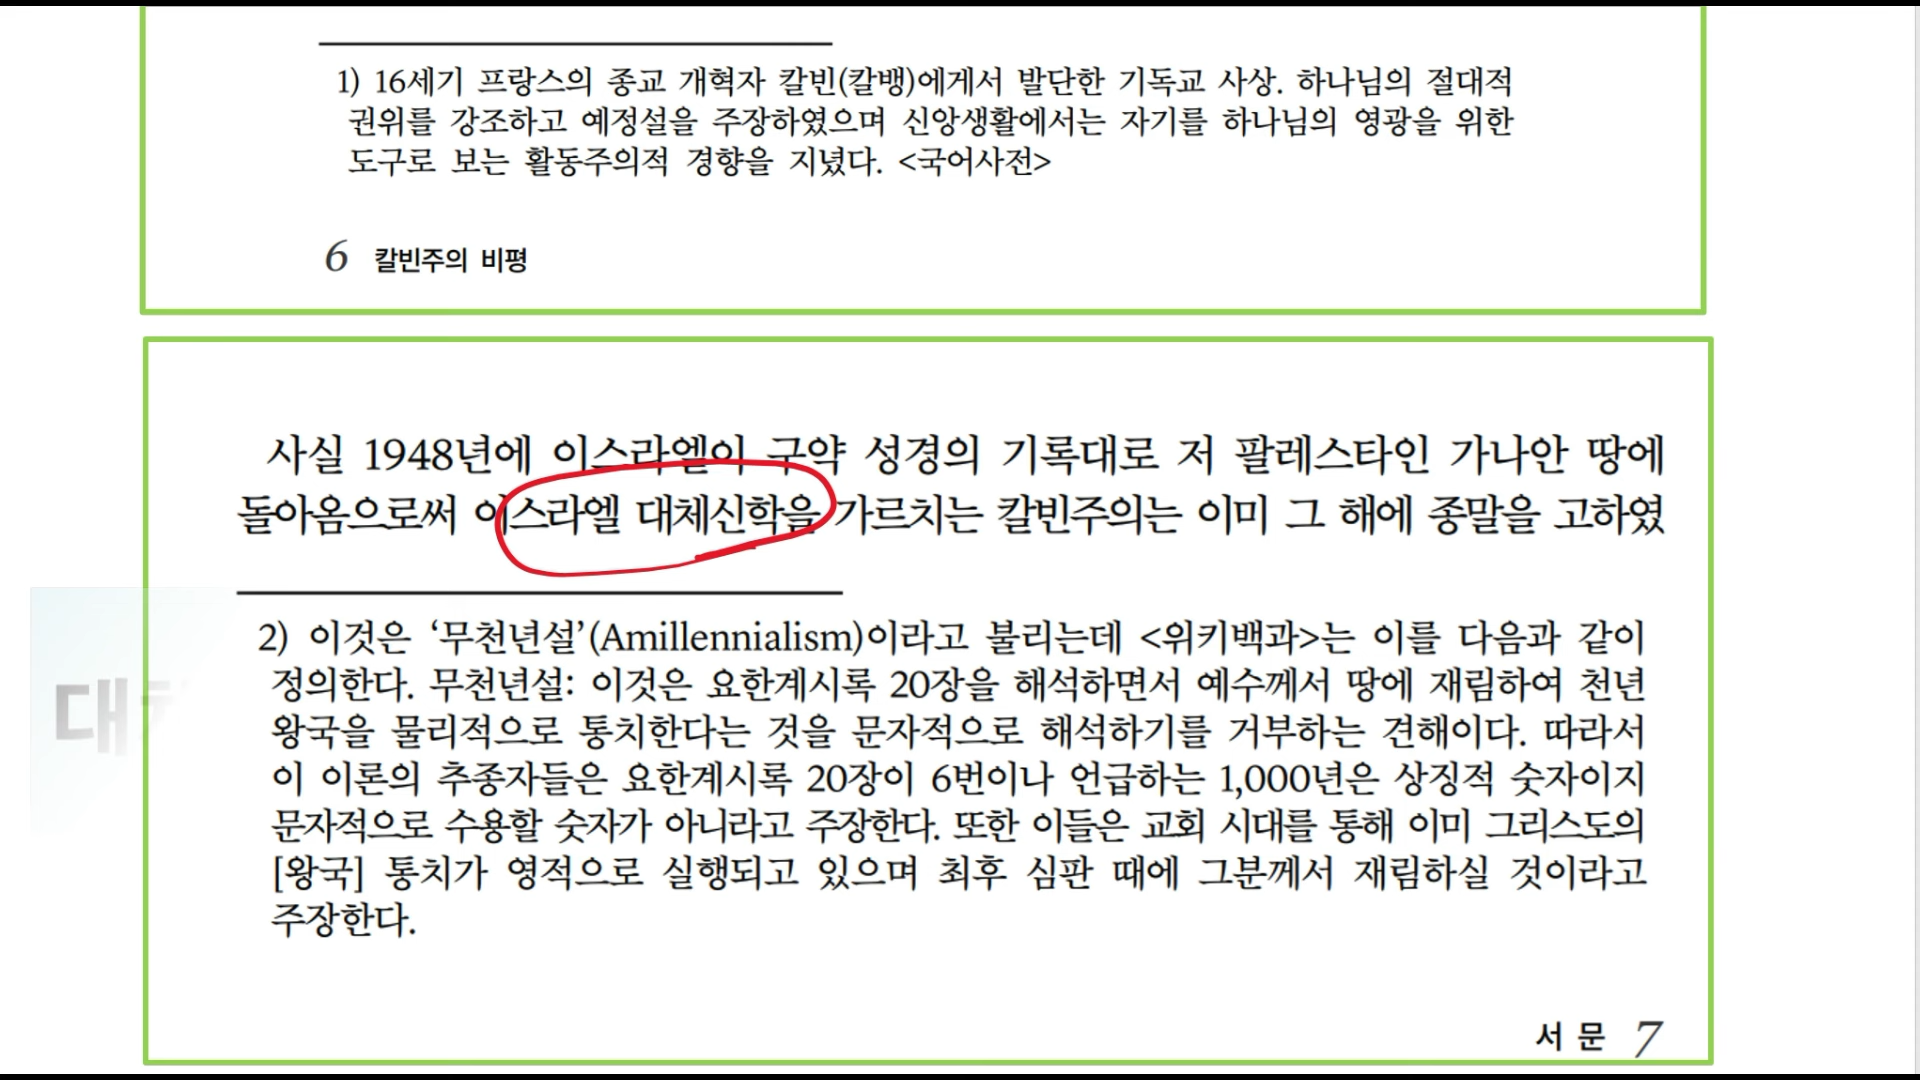 1) 16세기 프랑스의 종교 개혁자 칼빈(칼뱅)에게서 발단한 기독교 사상. 하나님의 절대적
권위를 강조하고 예정설을 주장하였으며 신앙생활에서는 자기를 하나님의 영광을 위한
도구로 보는 활동주의적 경향을 지녔다. <국어사전>
6 칼빈주의 비평
사실 1948년에 이스라엘이 구약 성경의 기록대로 저 팔레스타인 가나안 땅에
돌아옴으로써 이스라엘 대체신학을 가르치는 칼빈주의는 이미 그 해에 종말을 고하였
2) 이것은 ‘무천년설’(Amillennialism)이라고 불리는데 <위키백과>는 이를 다음과 같이
정의한다. 무천년설: 이것은 요한계시록 20장을 해석하면서 예수께서 땅에 재림하여 천년
왕국을 물리적으로 통치한다는 것을 문자적으로 해석하기를 거부하는 견해이다. 따라서
이 이론의 추종자들은 요한계시록 20장이 6번이나 언급하는 1,000년은 상징적 숫자이지
문자적으로 수용할 숫자가 아니라고 주장한다. 또한 이들은 교회 시대를 통해 이미 그리스도의
[왕국] 통치가 영적으로 실행되고 있으며 최후 심판 때에 그분께서 재림하실 것이라고
주장한다.
대
서 문 7